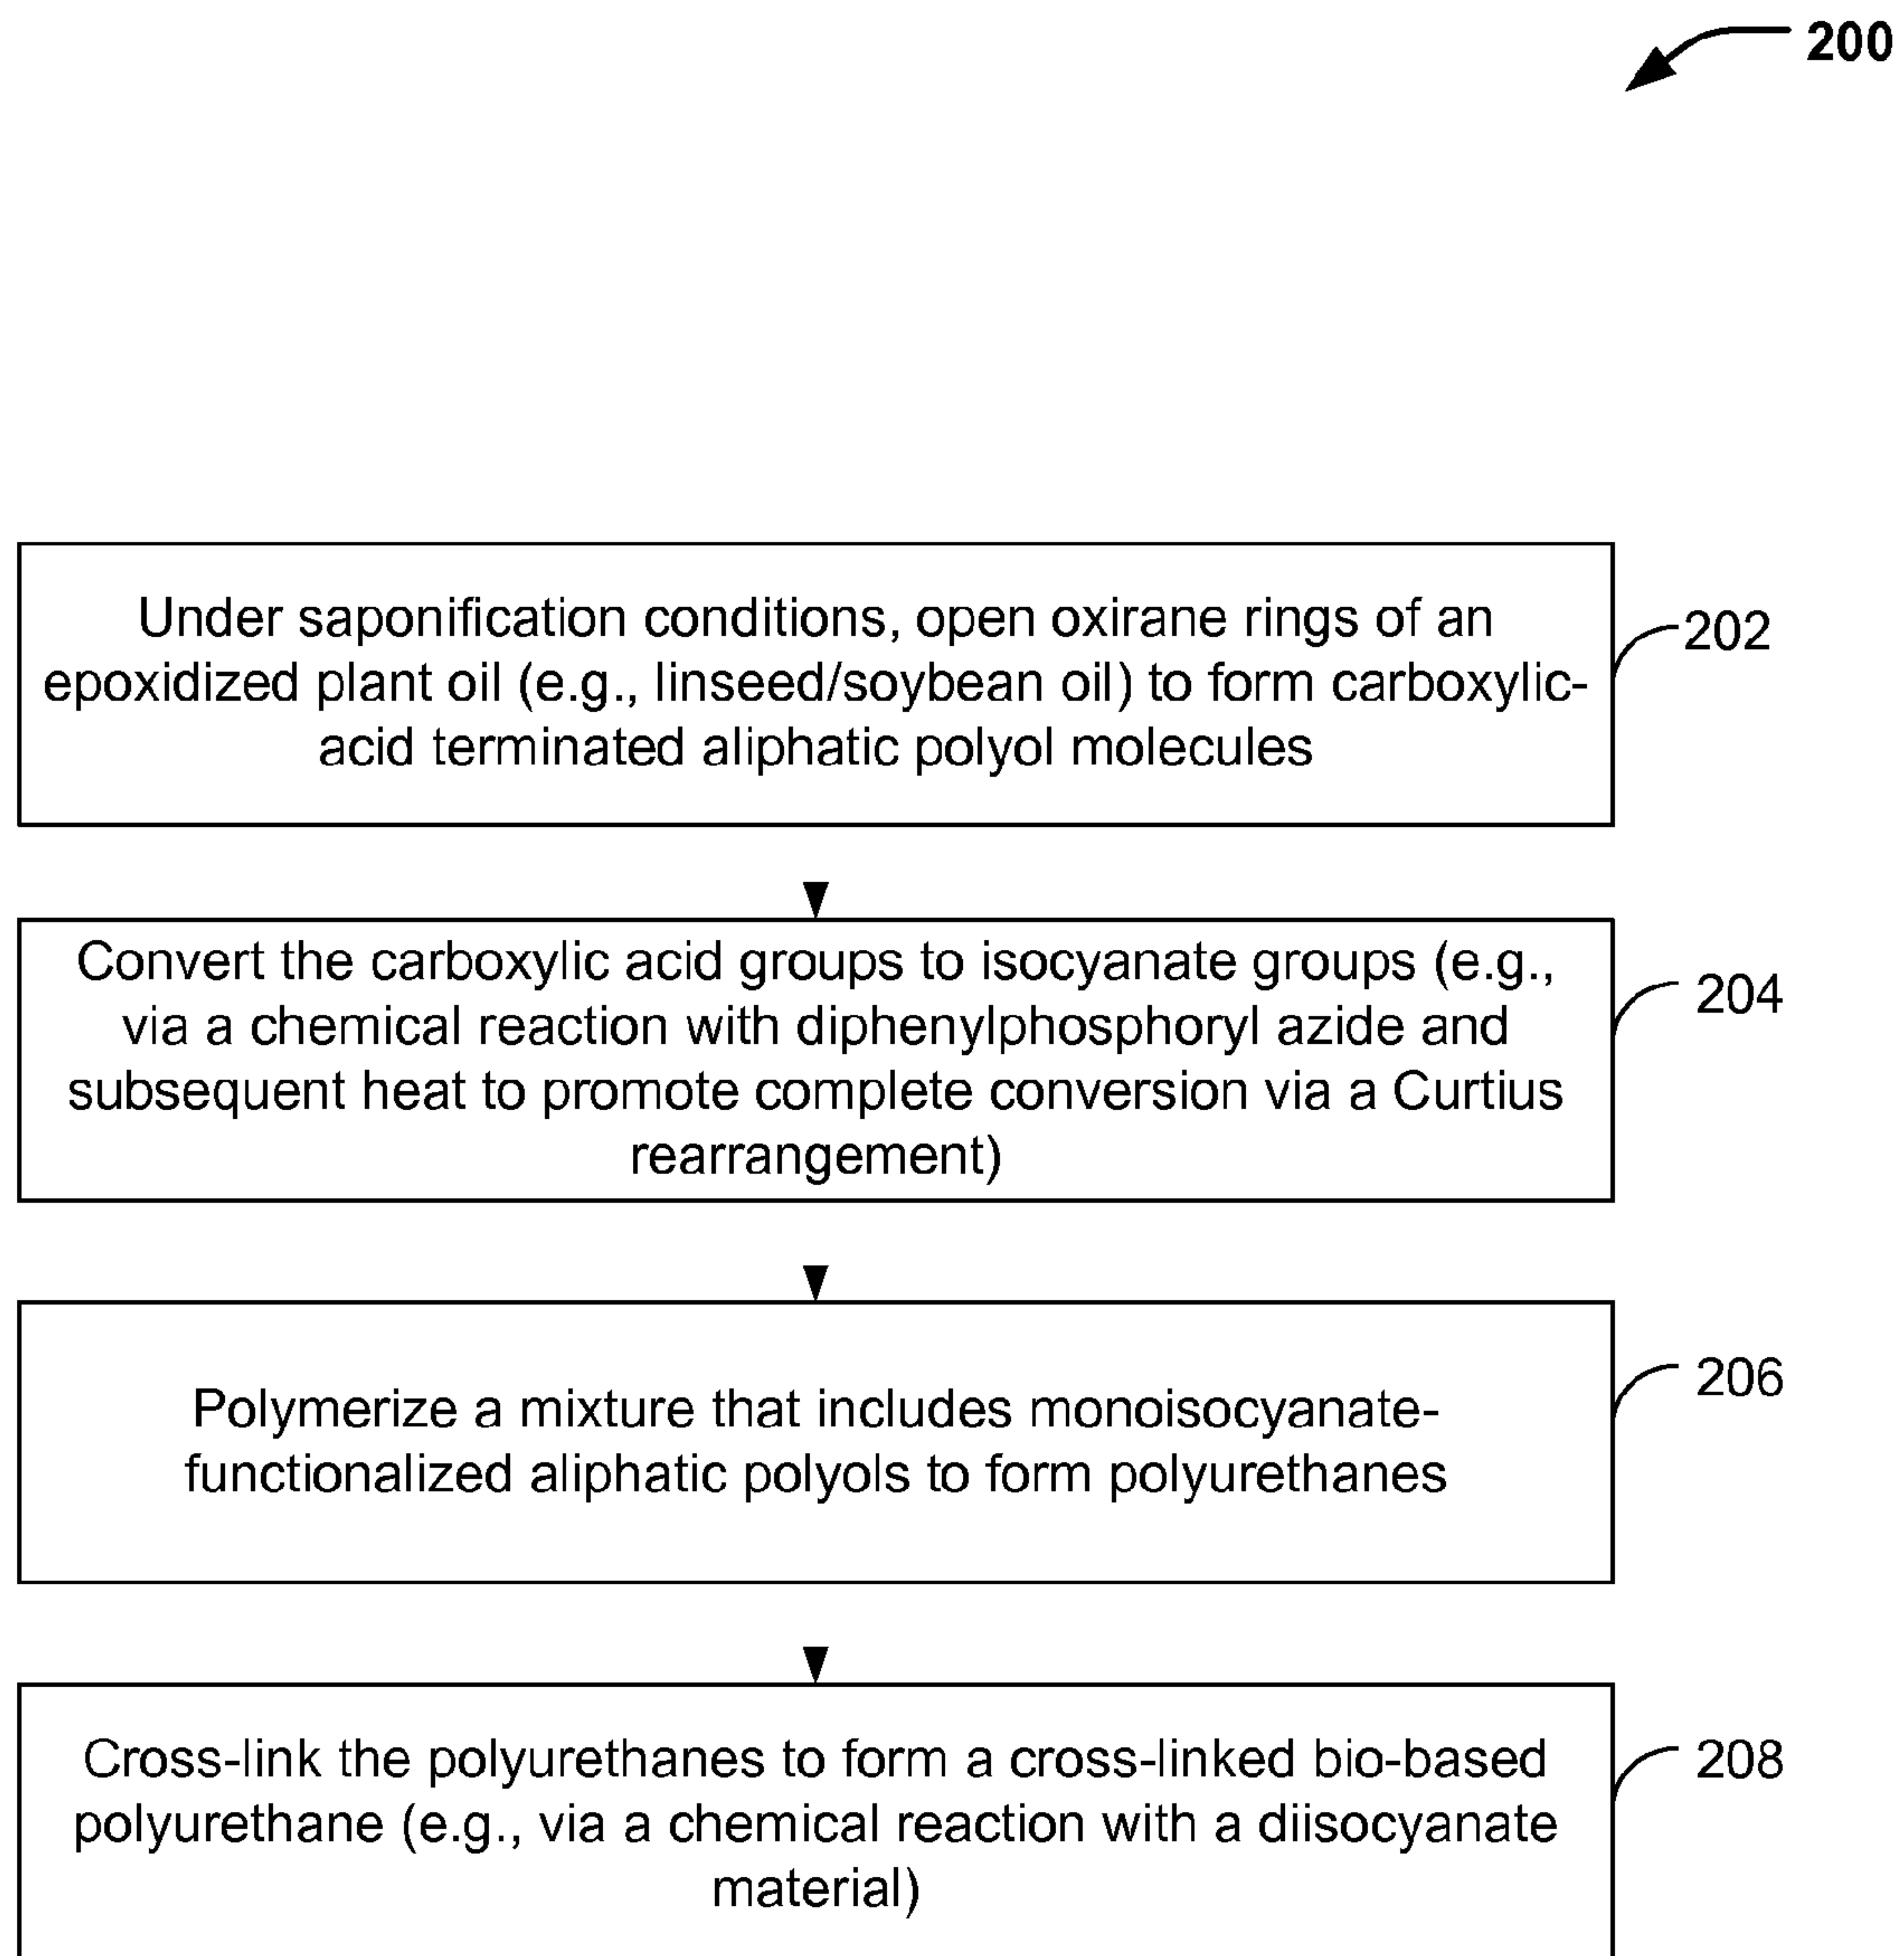 200
Under saponification conditions, open oxirane rings of an
epoxidized plant oil (e.g., linseed/soybean oil) to form carboxylic-
acid terminated aliphatic polyol molecules
202
Convert the carboxylic acid groups to isocyanate groups (e.g.,
via a chemical reaction with diphenylphosphoryl azide and
subsequent heat to promote complete conversion via a Curtius
rearrangement)
204
Polymerize a mixture that includes monoisocyanate-
functionalized aliphatic polyols to form polyurethanes
206
Cross-link the polyurethanes to form a cross-linked bio-based
polyurethane (e.g., via a chemical reaction with a diisocyanate
material)
208